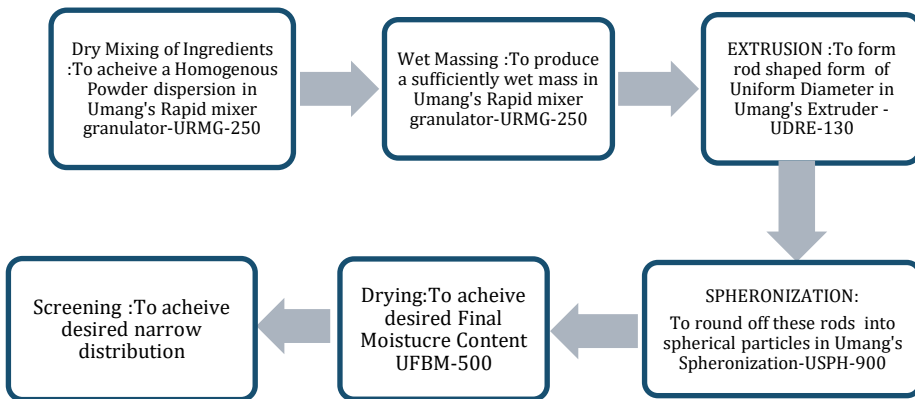 Dry Mixing of Ingredients
:To acheive a Homogenous
Powder dispersion in
Umang's Rapid mixer
granulator-URMG-250
Wet Massing :To produce
a sufficiently wet mass in
Umang's Rapid mixer
granulator-URMG-250
EXTRUSION :To form
rod shaped form of
Uniform Diameter in
Umang's Extruder -
UDRE-130
SPHERONIZATION:
To round off these rods into
spherical particles in Umang's
Spheronization-USPH-900
Drying:To acheive
desired Final
Moistucre Content
UFBM-500
Screening :To acheive
desired narrow
distribution